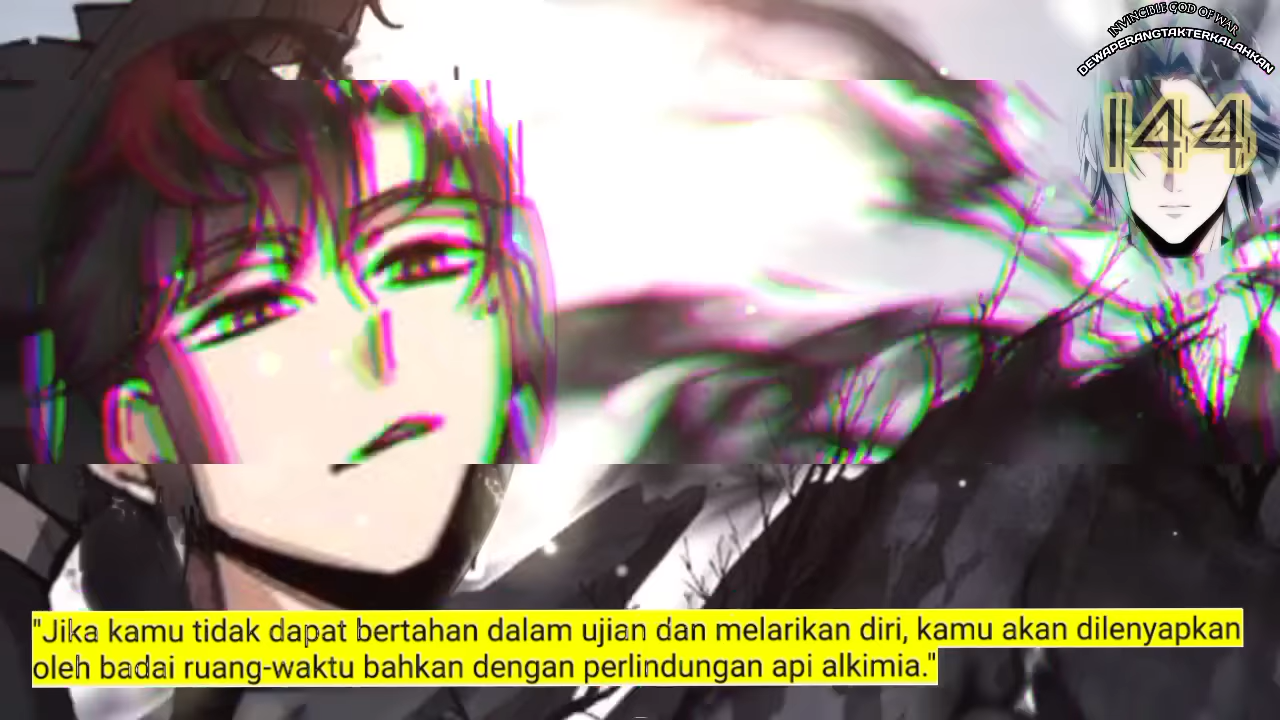 INVINCIBLE GOD OF WAR
DEWAPERANGTAKTERKALAHKAN
144
"Jika kamu tidak dapat bertahan dalam ujian dan melarikan diri, kamu akan dilenyapkan
oleh badai ruang-waktu bahkan dengan perlindungan api alkimia."